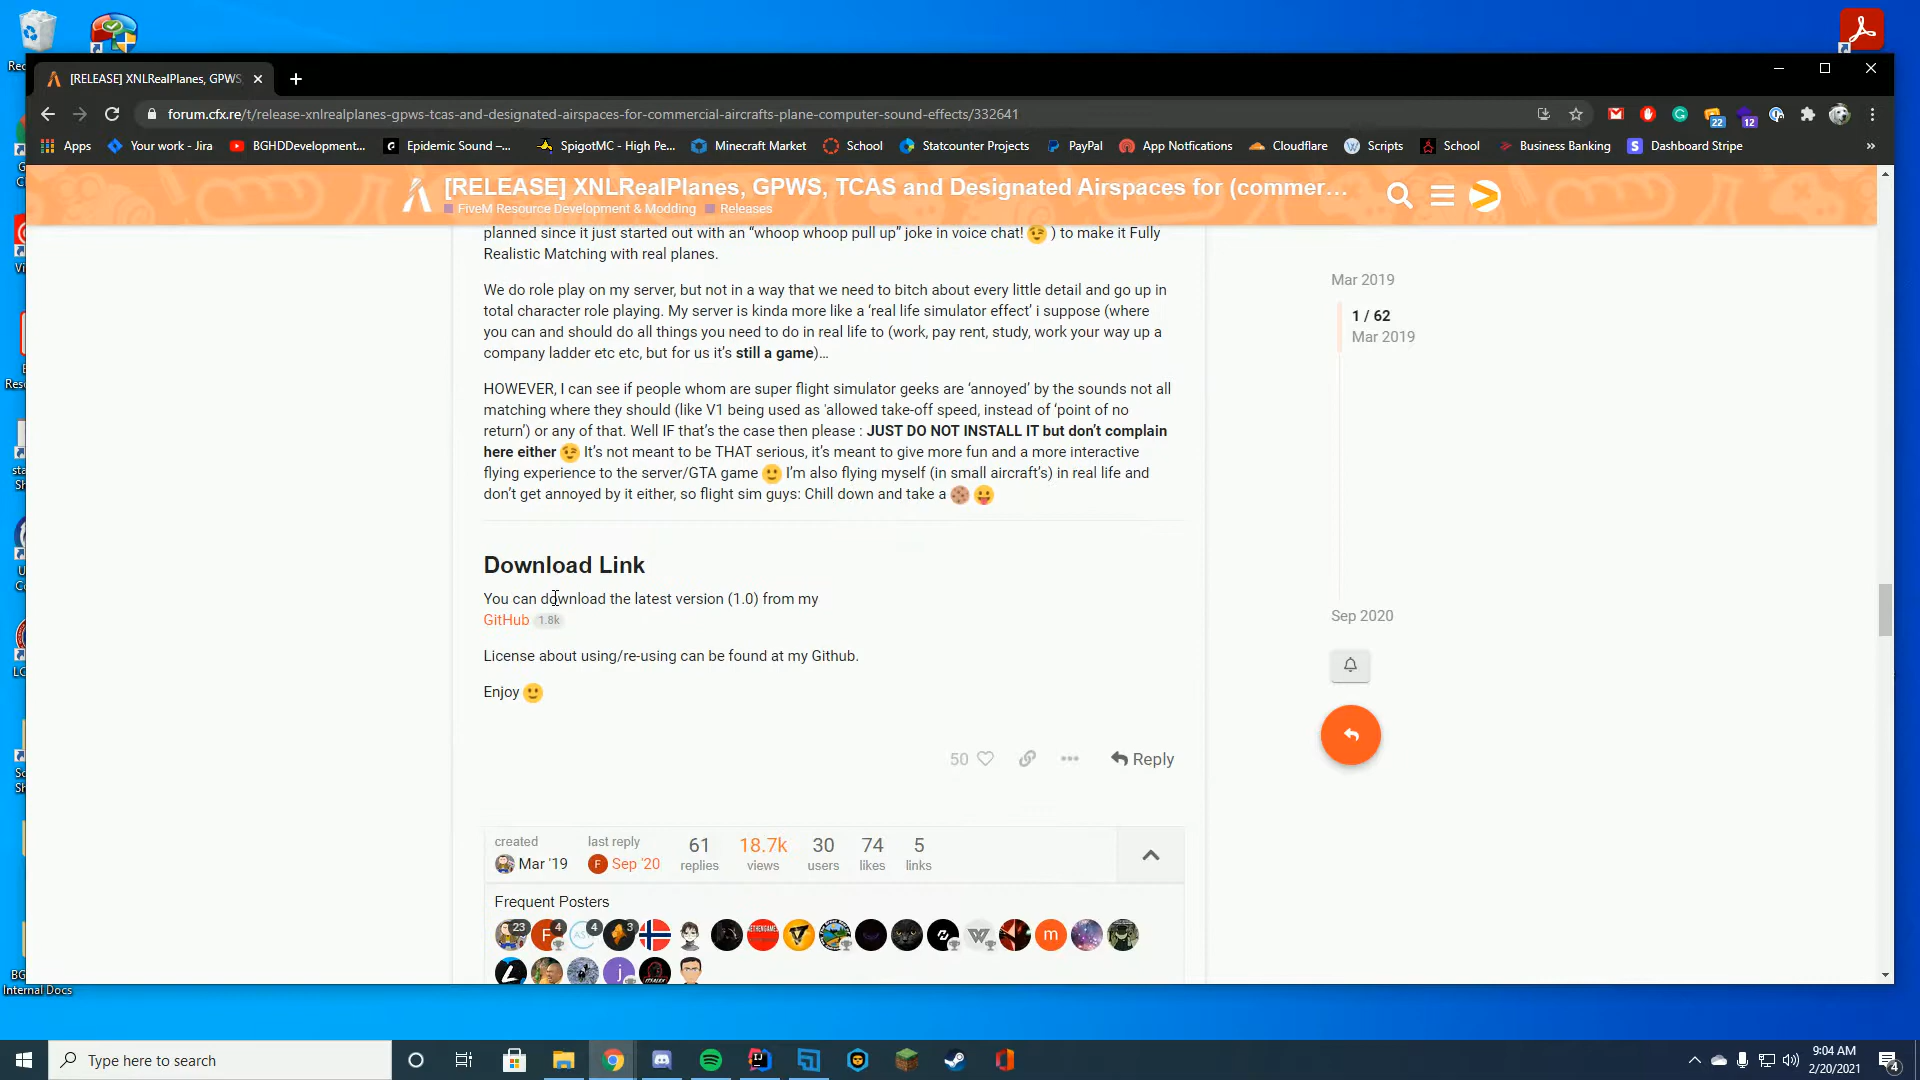 Rec
[RELEASE] XNLRealPlanes, GPWS,
forum.cfx.re/t/release-xnlrealplanes-gpws-tcas-and-designated-airspaces-for-commercial-aircrafts-plane-computer-sound-effects/332641
22
12
Apps
Your work - Jira
BGHDDevelopment...
Epidemic Sound –...
SpigotMC - High Pe...
Minecraft Market
School
Statcounter Projects
PayPal
App Notfications
Cloudflare
Scripts
School
Business Banking
Dashboard Stripe
»
[RELEASE] XNLRealPlanes, GPWS, TCAS and Designated Airspaces for (commer...
FiveM Resource Development & Modding
Releases
planned since it just started out with an “whoop whoop pull up” joke in voice chat! ) to make it Fully
Realistic Matching with real planes.
We do role play on my server, but not in a way that we need to bitch about every little detail and go up in
total character role playing. My server is kinda more like a ‘real life simulator effect’ i suppose (where
you can and should do all things you need to do in real life to (work, pay rent, study, work your way up a
company ladder etc etc, but for us it’s still a game)…
HOWEVER, I can see if people whom are super flight simulator geeks are ‘annoyed’ by the sounds not all
matching where they should (like V1 being used as 'allowed take-off speed, instead of ‘point of no
return’) or any of that. Well IF that’s the case then please : JUST DO NOT INSTALL IT but don’t complain
here either It’s not meant to be THAT serious, it’s meant to give more fun and a more interactive
flying experience to the server/GTA game I’m also flying myself (in small aircraft’s) in real life and
don’t get annoyed by it either, so flight sim guys: Chill down and take a
Download Link
You can download the latest version (1.0) from my
GitHub 1.8k
License about using/re-using can be found at my Github.
Enjoy
50
Reply
Mar 2019
1 / 62
Mar 2019
Sep 2020
created
Mar '19
last reply
F Sep '20
61
replies
18.7k
views
30
users
74
likes
5
links
Frequent Posters
23
F 4
AS 4
3
m
j
BG
Internal Docs
Type here to search
9:04 AM
2/20/2021
4